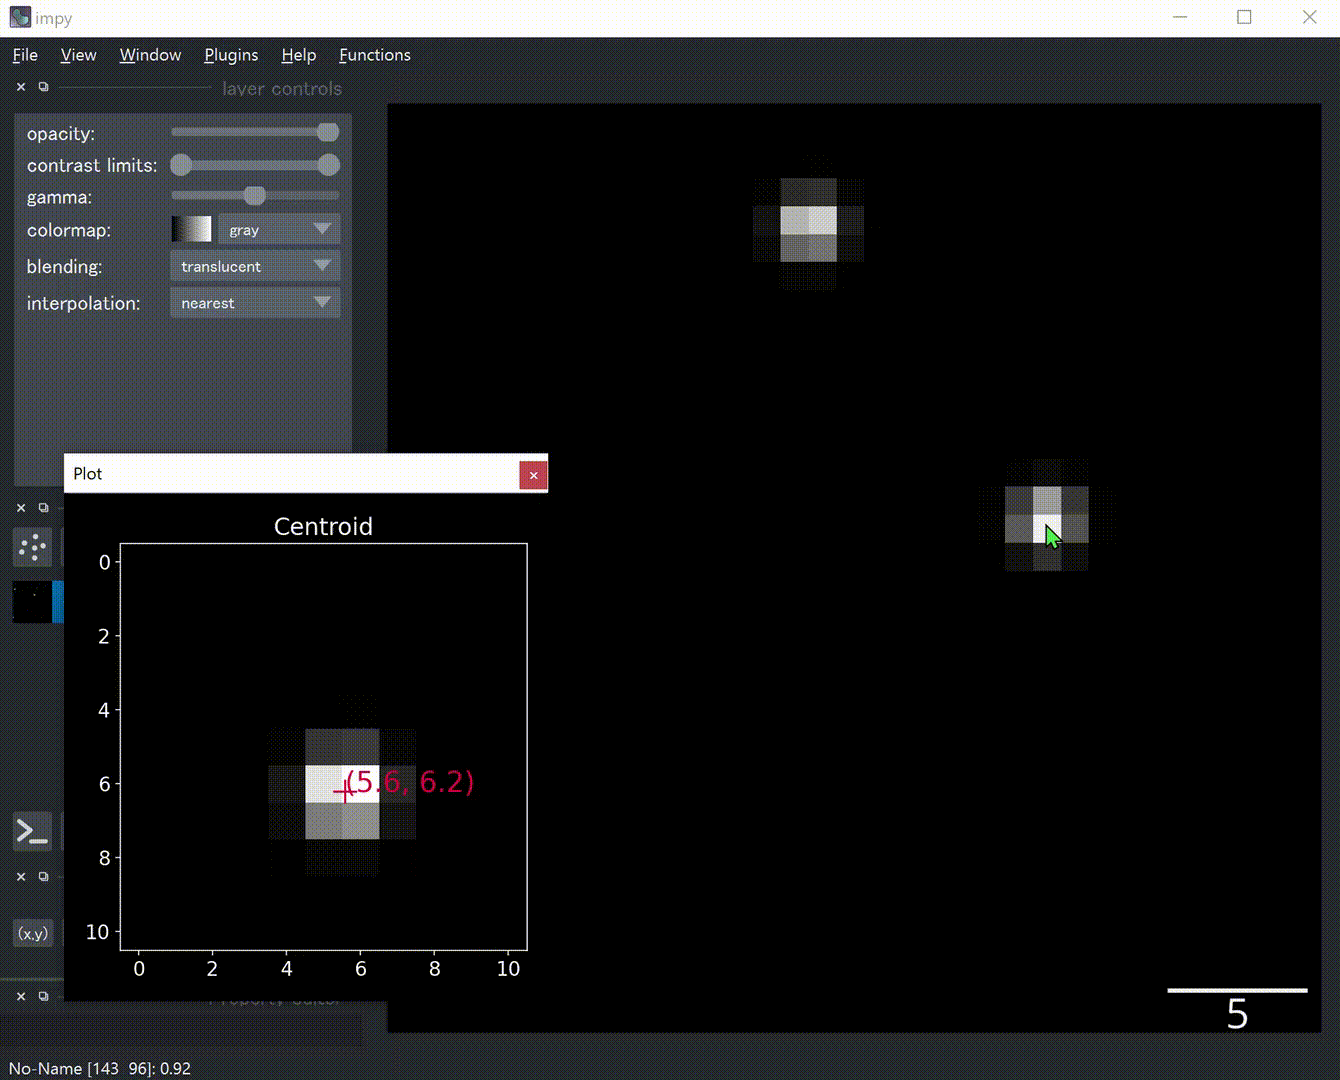 impy
File View Window Plugins Help Functions
layer controls
opacity:
contrast limits:
gamma:
colormap: gray
blending: translucent
interpolation: nearest
Plot
Centroid
0
2
4
6
8
10
(5.6, 6.2)
0 2 4 6 8 10
(x,y)
5
No-Name [143 96]: 0.92